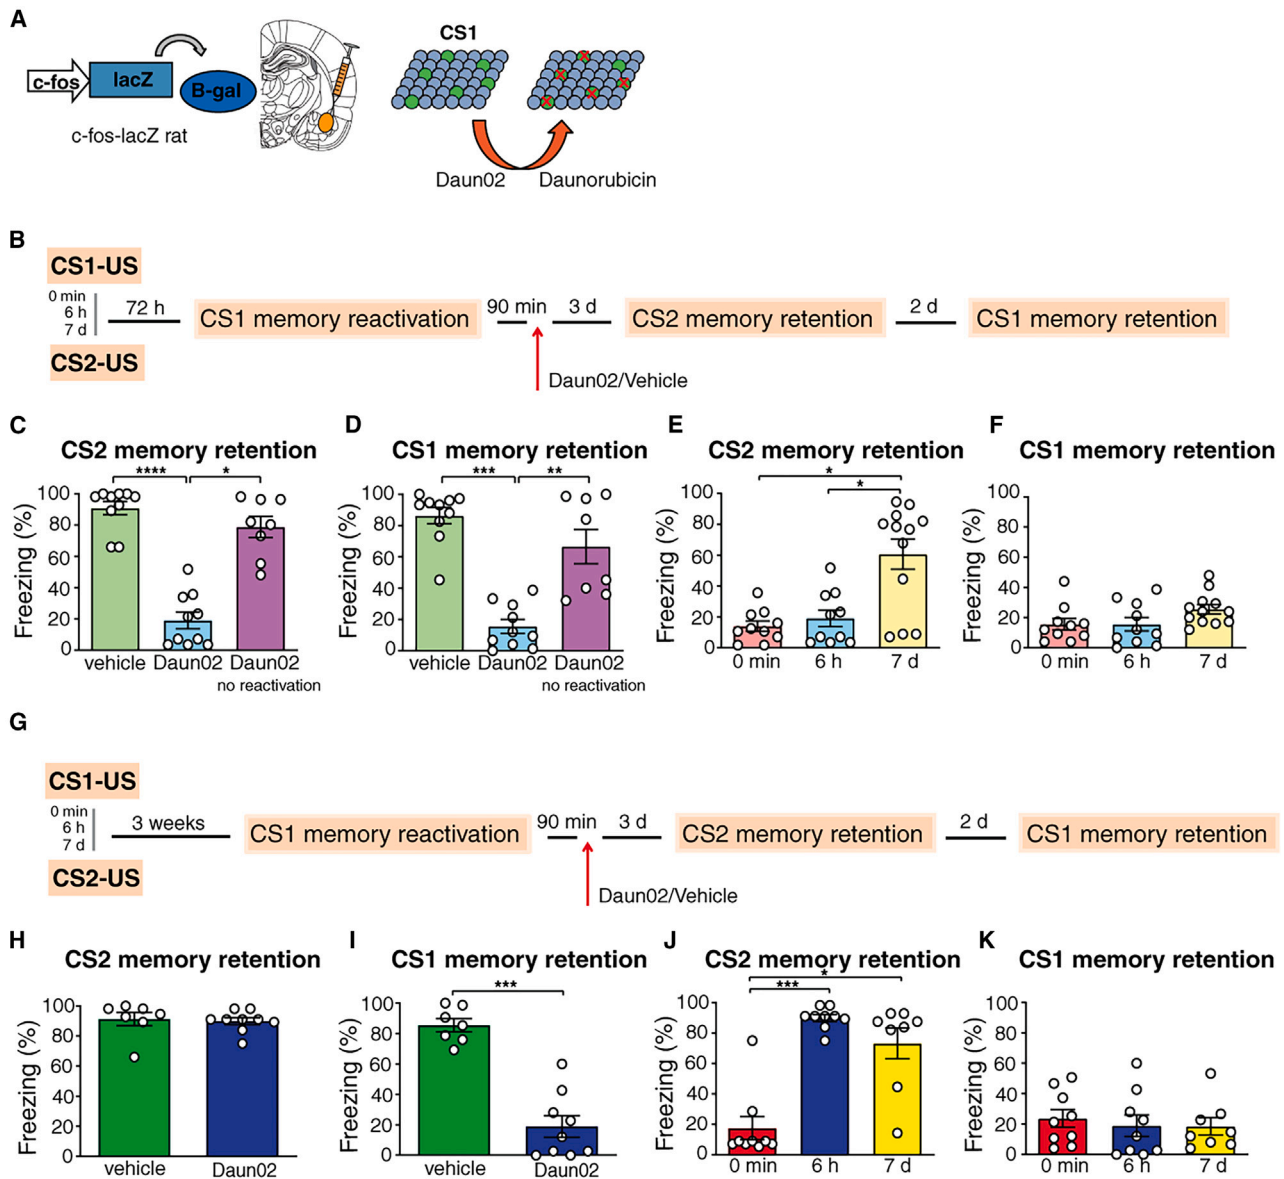 A
c-fos
lacZ
B-gal
c-fos-lacZ rat
CS1
Daun02
Daunorubicin
B
CS1-US
0 min
6 h
7 d
CS2-US
72 h
CS1 memory reactivation
90 min
Daun02/Vehicle
3 d
CS2 memory retention
2 d
CS1 memory retention
C
CS2 memory retention
**** *
Freezing (%)
100
80
60
40
20
0
vehicle Daun02 Daun02
no reactivation
D
CS1 memory retention
*** **
Freezing (%)
100
80
60
40
20
0
vehicle Daun02 Daun02
no reactivation
E
CS2 memory retention
*
*
Freezing (%)
100
80
60
40
20
0
0 min 6 h 7 d
F
CS1 memory retention
Freezing (%)
100
80
60
40
20
0
0 min 6 h 7 d
G
CS1-US
0 min
6 h
7 d
CS2-US
3 weeks
CS1 memory reactivation
90 min
Daun02/Vehicle
3 d
CS2 memory retention
2 d
CS1 memory retention
H
CS2 memory retention
Freezing (%)
100
80
60
40
20
0
vehicle Daun02
I
CS1 memory retention
***
Freezing (%)
100
80
60
40
20
0
vehicle Daun02
J
CS2 memory retention
*
***
Freezing (%)
100
80
60
40
20
0
0 min 6 h 7 d
K
CS1 memory retention
Freezing (%)
100
80
60
40
20
0
0 min 6 h 7 d